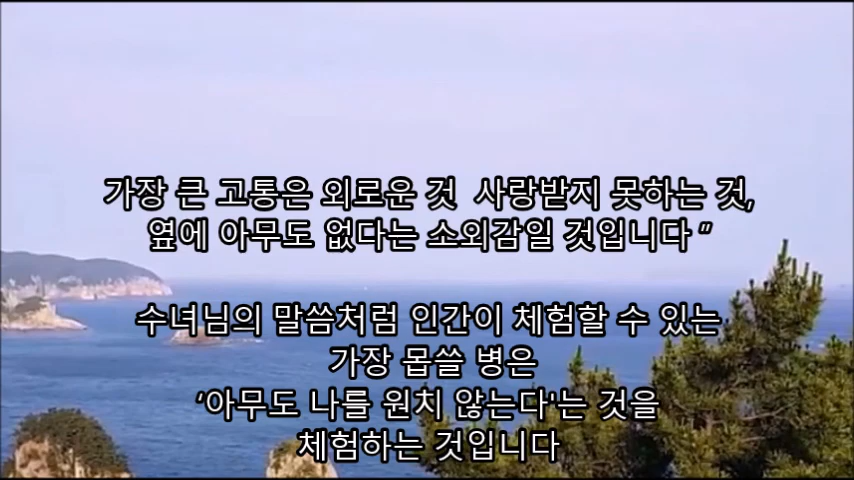 가장 큰 고통은 외로운 것 사랑받지 못하는 것,
옆에 아무도 없다는 소외감일 것입니다 ”
수녀님의 말씀처럼 인간이 체험할 수 있는
가장 몹쓸 병은
'아무도 나를 원치 않는다'는 것을
체험하는 것입니다